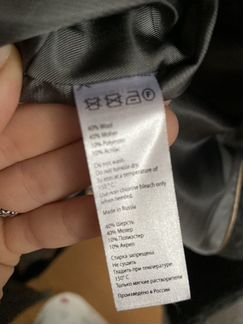 40% Wool
40% Moher
10% Polyester
10% Acrilic
Do not wash.
Do not tumble dry.
To iron at a temperature of
150° C
Use non chlorine bleach only
when needed.
Made in Russia
40% Шерсть
40% Мохер
10% Полиэстер
10% Акрил
Стирка запрещена
Не сушить
Гладить при температуре
150° C
Только мягкие растворители
Произведено в России